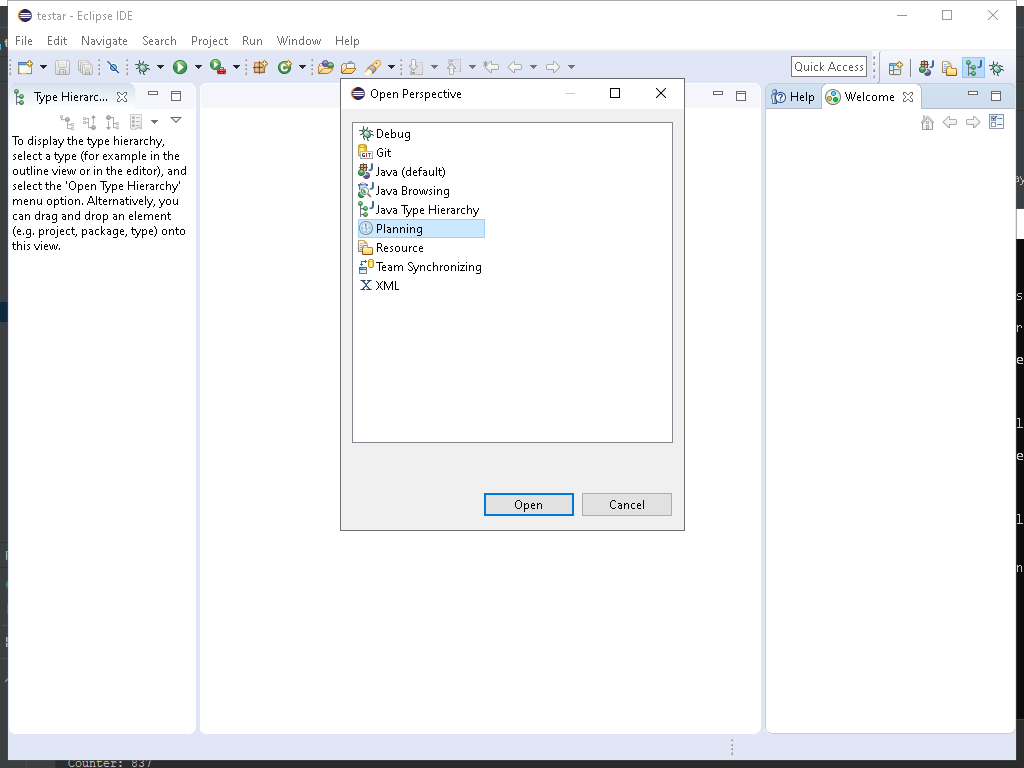 testar - Eclipse IDE
File Edit Navigate Search Project Run Window Help
Quick Access
Type Hierarc...
Open Perspective
Help
Welcome
To display the type hierarchy,
select a type (for example in the
outline view or in the editor), and
select the 'Open Type Hierarchy'
menu option. Alternatively, you
can drag and drop an element
(e.g. project, package, type) onto
this view.
Debug
GIT Git
Java (default)
Java Browsing
Java Type Hierarchy
Planning
Resource
Team Synchronizing
X XML
Open
Cancel
Counter: 837